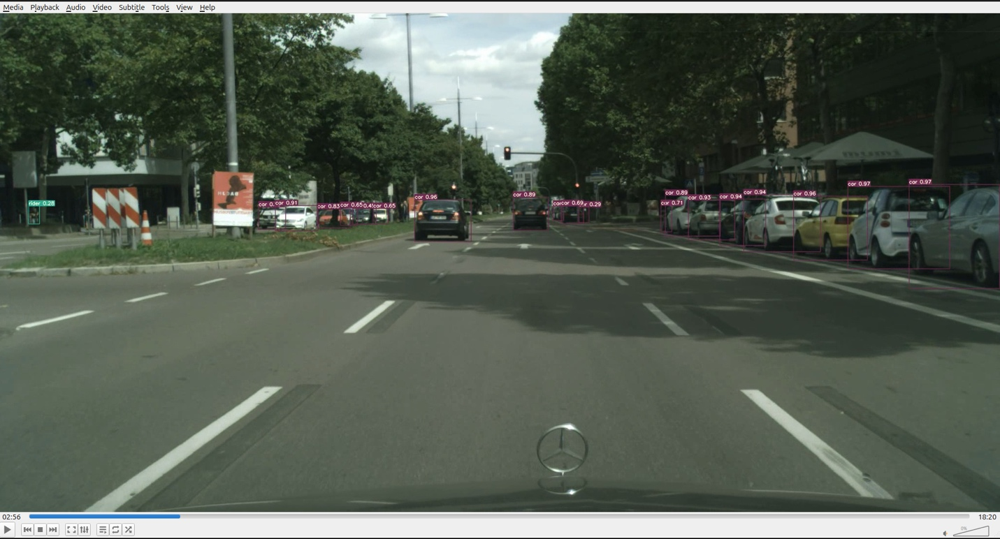 Media Playback Audio Video Subtitle Tools View Help
rider 0.28
car 0.91
car 0.83
car 0.65
car 0.65
car 0.96
car 0.89
0.69
0.29
car 0.89
car 0.71
car 0.93
car 0.94
car 0.94
car 0.96
car 0.97
car 0.97
02:56
18:20
0%